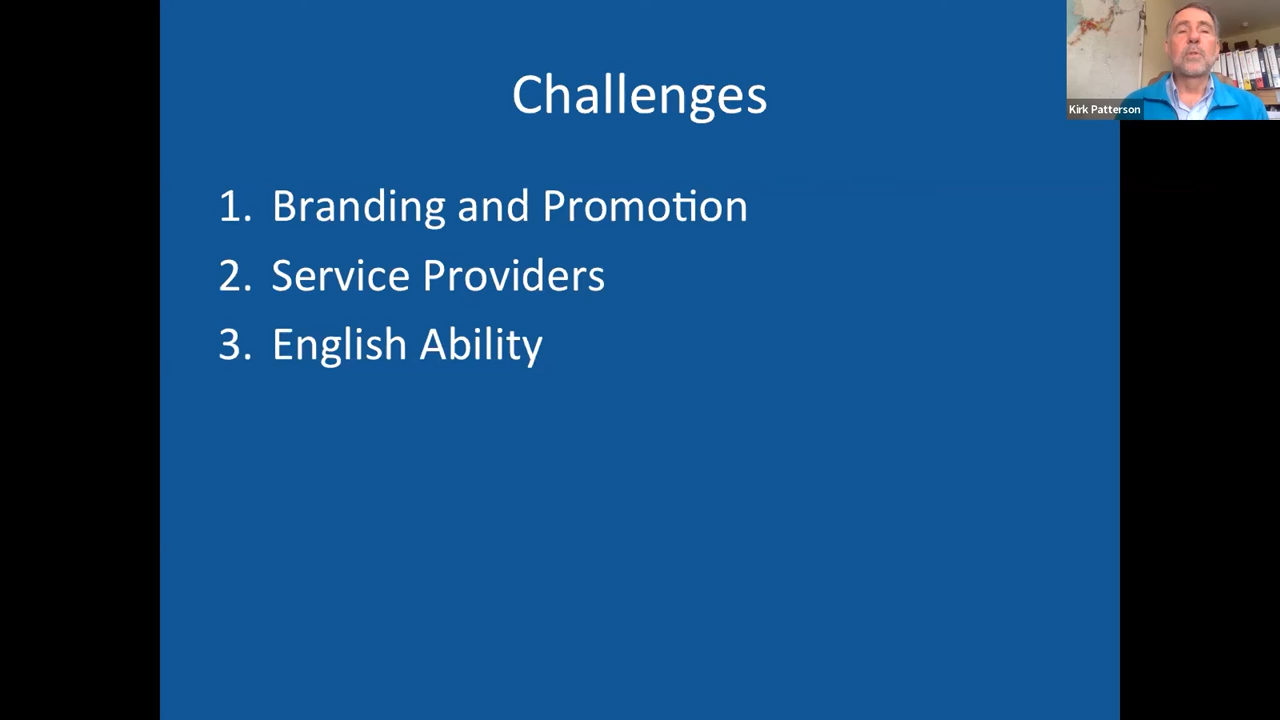 Challenges
1. Branding and Promotion
2. Service Providers
3. English Ability
Kirk Patterson